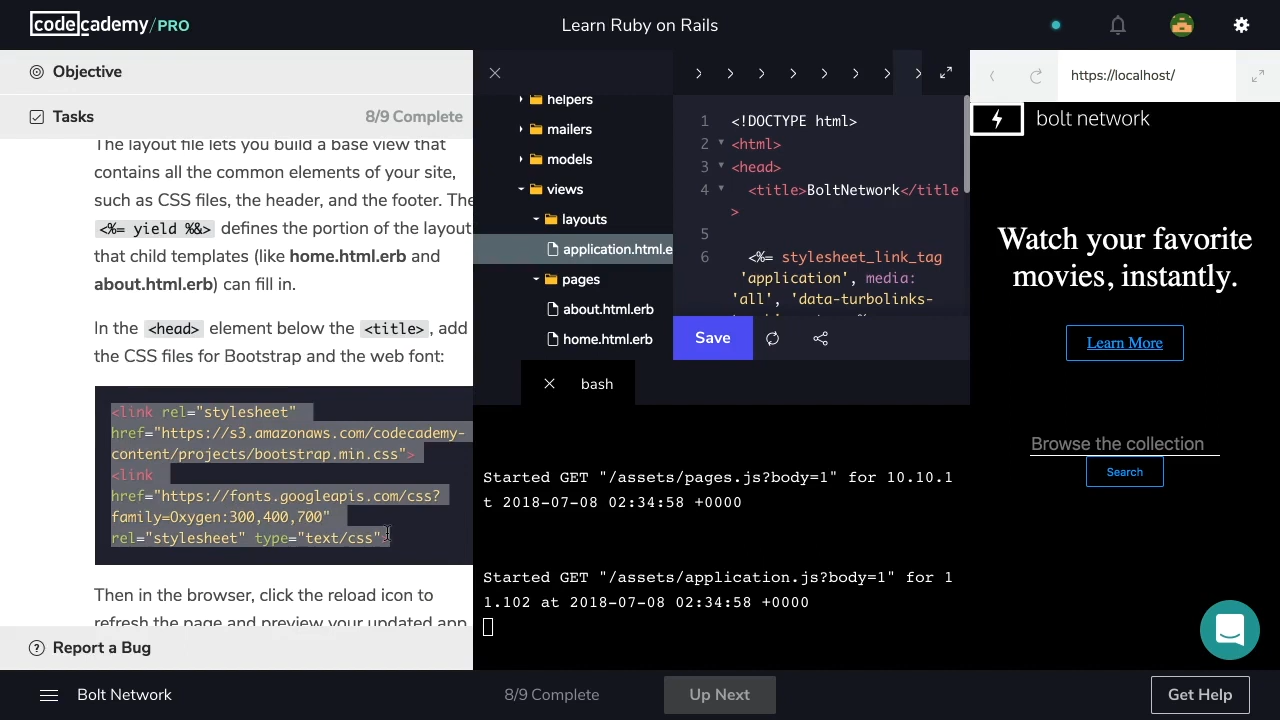 codecademy/PRO
Learn Ruby on Rails
Objective
Tasks
8/9 Complete
The layout file lets you build a base view that
contains all the common elements of your site,
such as CSS files, the header, and the footer. The
<%= yield %&> defines the portion of the layout
that child templates (like home.html.erb and
about.html.erb) can fill in.
In the <head> element below the <title>, add
the CSS files for Bootstrap and the web font:
<link rel="stylesheet"
href="https://s3.amazonaws.com/codecademy-
content/projects/bootstrap.min.css">
<link
href="https://fonts.googleapis.com/css?
family=Oxygen:300,400,700"
rel="stylesheet" type="text/css">
Then in the browser, click the reload icon to
refresh the page and preview your updated app
Report a Bug
helpers
mailers
models
views
layouts
application.html.e
pages
about.html.erb
home.html.erb
1 <!DOCTYPE html>
2 <html>
3 <head>
4 <title>BoltNetwork</title
>
5
6 <%= stylesheet_link_tag
'application', media:
'all', 'data-turbolinks-
Save
bash
Started GET "/assets/pages.js?body=1" for 10.10.1
t 2018-07-08 02:34:58 +0000
Started GET "/assets/application.js?body=1" for 1
1.102 at 2018-07-08 02:34:58 +0000
https://localhost/
bolt network
Watch your favorite
movies, instantly.
Learn More
Browse the collection
Search
Bolt Network
8/9 Complete
Up Next
Get Help